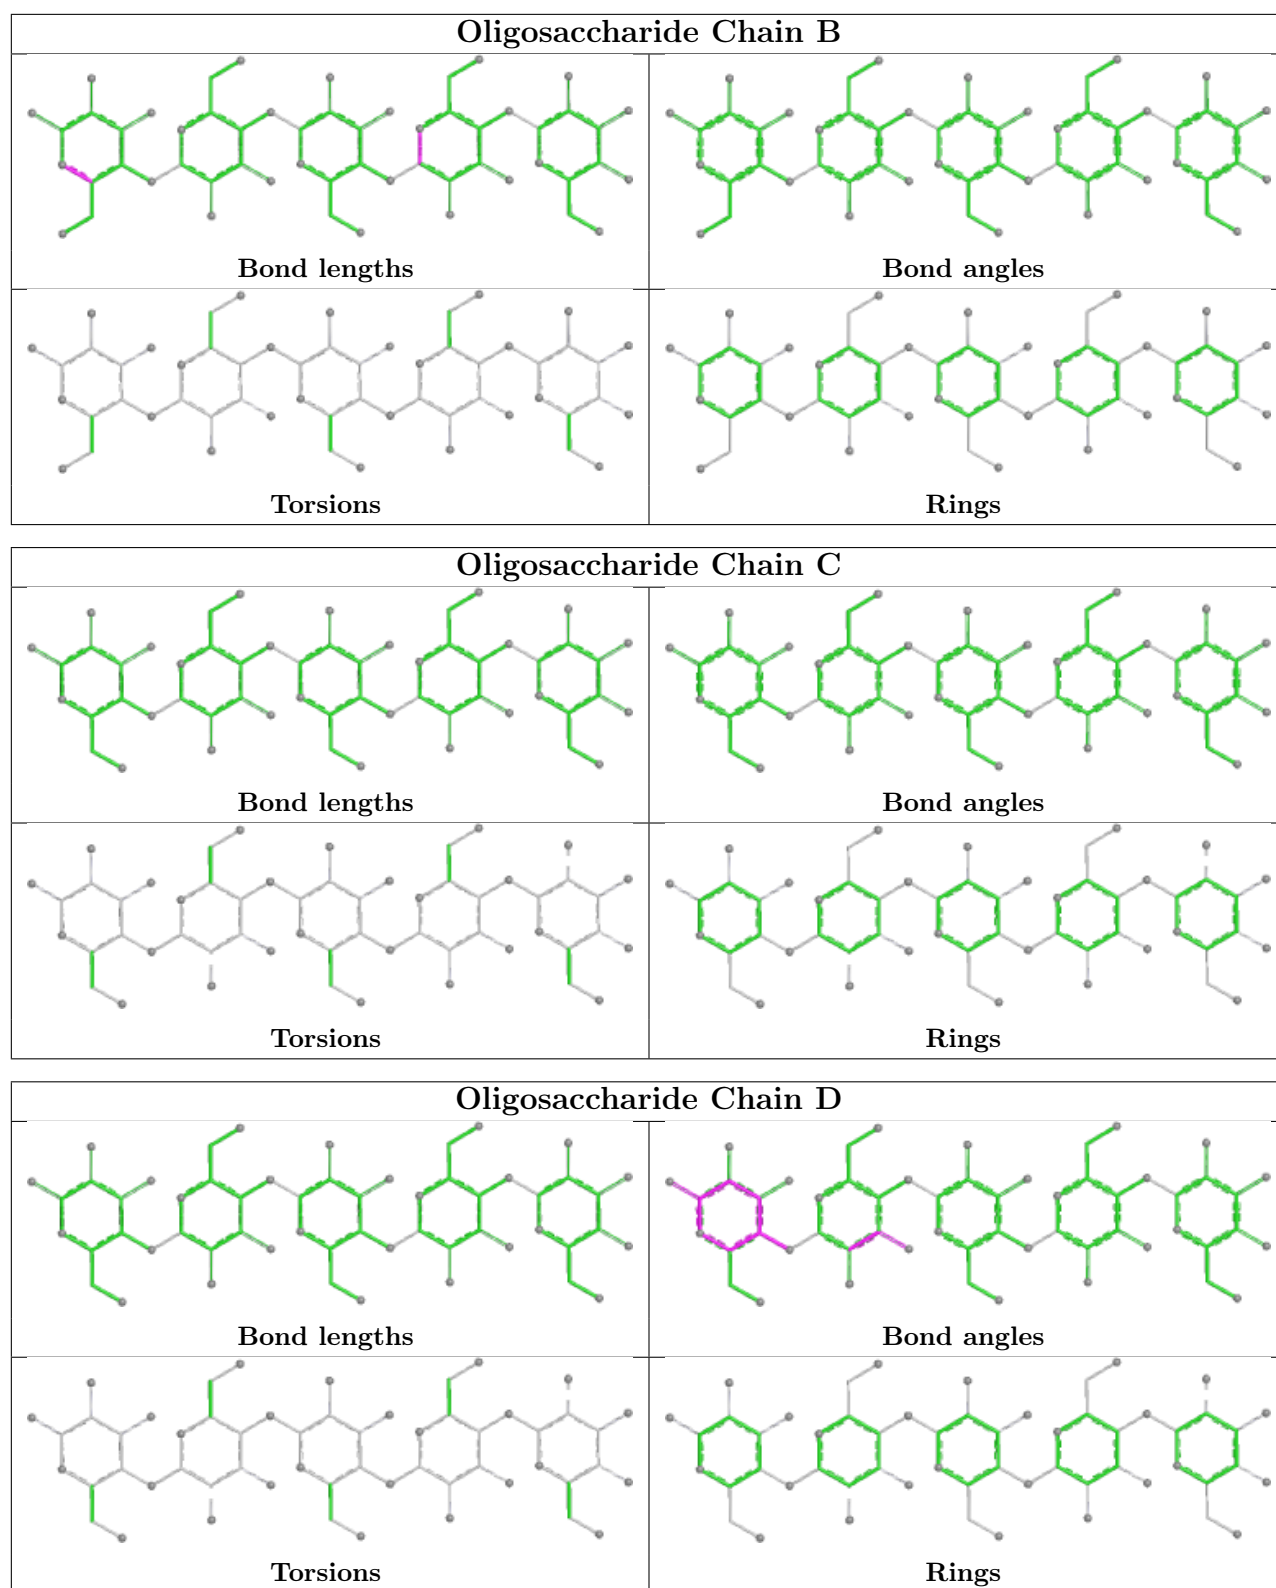 Oligosaccharide Chain B
Bond lengths
Bond angles
Torsions
Rings
Oligosaccharide Chain C
Bond lengths
Bond angles
Torsions
Rings
Oligosaccharide Chain D
Bond lengths
Bond angles
Torsions
Rings